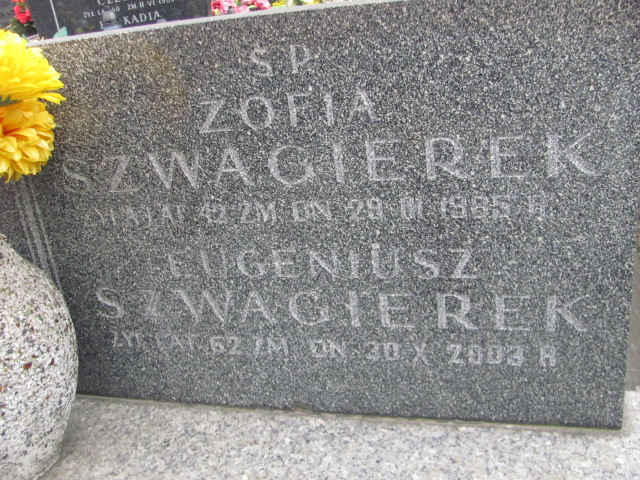 KADIA
S.P.
ZOFIA
SZWAGIEREK
ŻYŁA LAT 42 ZM. DN. 29 III 1985 R.
EUGENIUSZ
SZWAGIEREK
ŻYŁ LAT 62 ZM. DN 30 X 2003 R